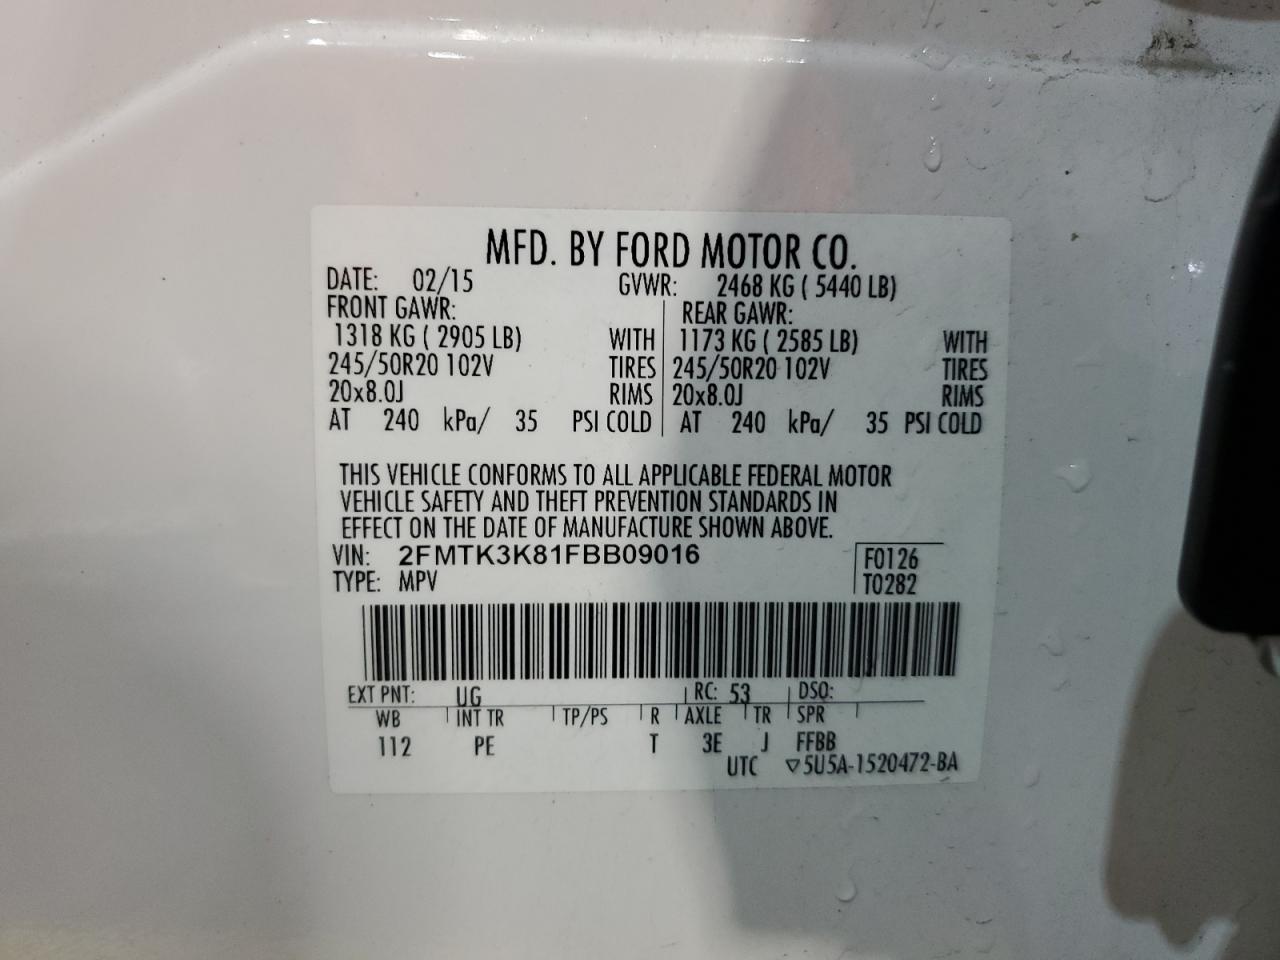 MFD. BY FORD MOTOR CO.
DATE: 02/15 GVWR: 2468 KG ( 5440 LB)
FRONT GAWR: REAR GAWR:
1318 KG ( 2905 LB) WITH 1173 KG ( 2585 LB) WITH
245/50R20 102V TIRES 245/50R20 102V TIRES
20x8.0J RIMS 20x8.0J RIMS
AT 240 kPa/ 35 PSI COLD AT 240 kPa/ 35 PSI COLD
THIS VEHICLE CONFORMS TO ALL APPLICABLE FEDERAL MOTOR
VEHICLE SAFETY AND THEFT PREVENTION STANDARDS IN
EFFECT ON THE DATE OF MANUFACTURE SHOWN ABOVE.
VIN: 2FMTK3K81FBB09016 F0126
TYPE: MPV T0282
EXT PNT: UG RC: 53 DSO:
WB INT TR TP/PS R AXLE TR SPR
112 PE T 3E J FFBB
UTC ▽5U5A-1520472-BA